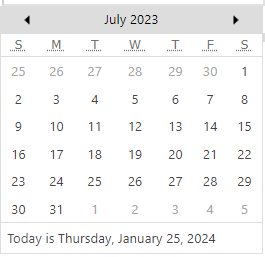 July 2023
S M T W T F S
25 26 27 28 29 30 1
2 3 4 5 6 7 8
9 10 11 12 13 14 15
16 17 18 19 20 21 22
23 24 25 26 27 28 29
30 31 1 2 3 4 5
Today is Thursday, January 25, 2024